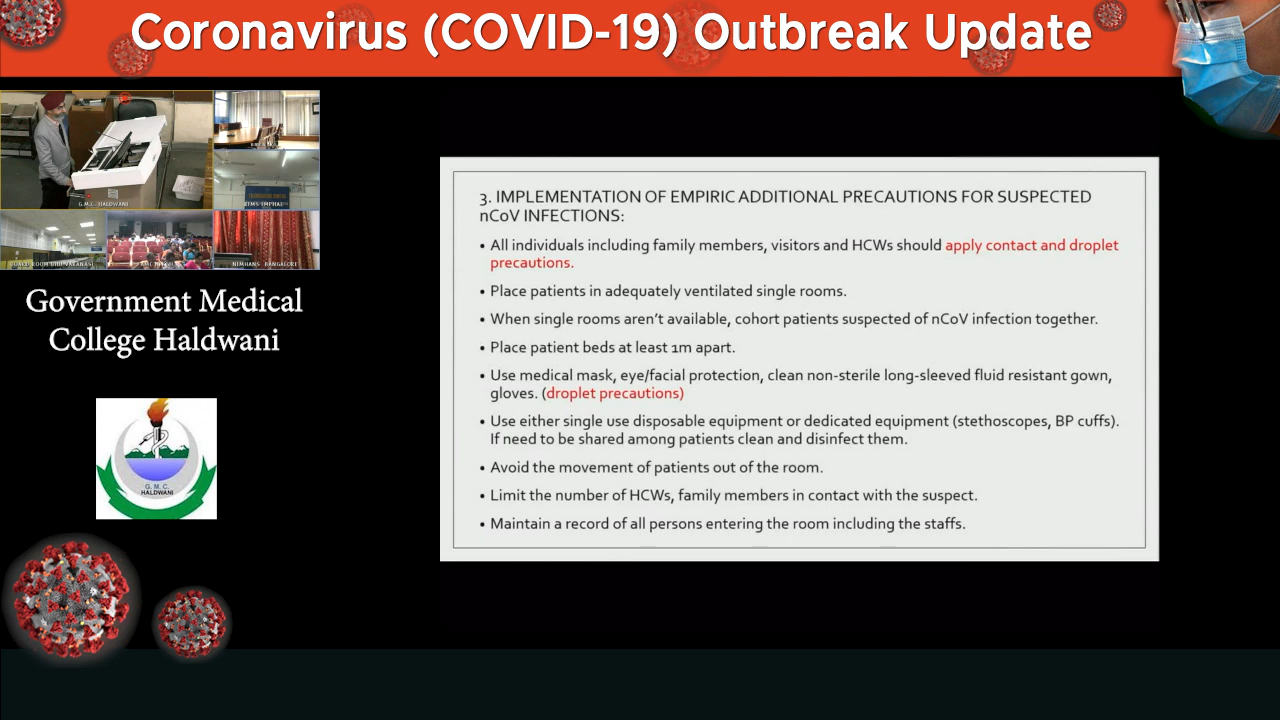 Coronavirus (COVID-19) Outbreak Update
G.M.C. HALDWANI
NIMHANS BANGALORE
Government Medical
College Haldwani
G. M. C.
HALDWANI
3. IMPLEMENTATION OF EMPIRIC ADDITIONAL PRECAUTIONS FOR SUSPECTED
nCoV INFECTIONS:
• All individuals including family members, visitors and HCWs should apply contact and droplet
precautions.
• Place patients in adequately ventilated single rooms.
• When single rooms aren't available, cohort patients suspected of nCoV infection together.
• Place patient beds at least 1m apart.
• Use medical mask, eye/facial protection, clean non-sterile long-sleeved fluid resistant gown,
gloves. (droplet precautions)
• Use either single use disposable equipment or dedicated equipment (stethoscopes, BP cuffs).
If need to be shared among patients clean and disinfect them.
• Avoid the movement of patients out of the room.
• Limit the number of HCWs, family members in contact with the suspect.
• Maintain a record of all persons entering the room including the staffs.